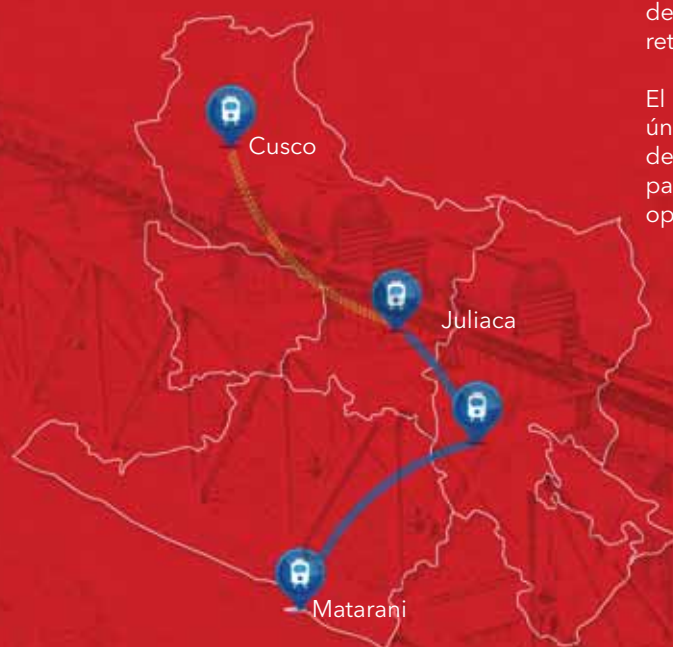 de
ret
El
ún
de
pa
op
Cusco
Juliaca
Matarani